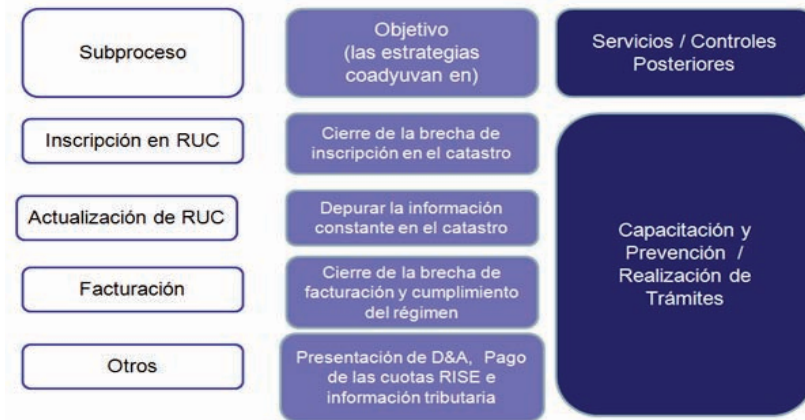 Subproceso
Objetivo
(las estrategias
coadyuvan en)
Servicios / Controles
Posteriores
Inscripción en RUC
Cierre de la brecha de
inscripción en el catastro
Actualización de RUC
Depurar la información
constante en el catastro
Facturación
Cierre de la brecha de
facturación y cumplimiento
del régimen
Otros
Presentación de D&A, Pago
de las cuotas RISE e
información tributaria
Capacitación y
Prevención /
Realización de
Trámites